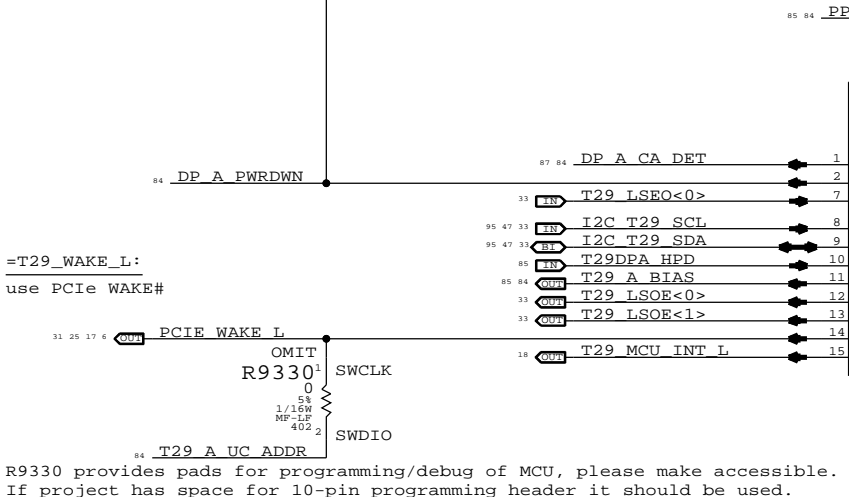 85 84 PP
87 84 DP_A_CA_DET 1
84 DP_A_PWRDWN 2
33 IN T29_LSEO<0> 7
95 47 33 IN I2C_T29_SCL 8
95 47 33 BI I2C_T29_SDA 9
=T29_WAKE_L:
85 IN T29DPA_HPD 10
use PCIe WAKE#
85 84 OUT T29_A_BIAS 11
33 OUT T29_LSOE<0> 12
33 OUT T29_LSOE<1> 13
31 25 17 6 OUT PCIE_WAKE_L 14
18 OUT T29_MCU_INT_L 15
OMIT
R9330 1 SWCLK
0
5%
1/16W
MF-LF
402 2 SWDIO
84 T29_A_UC_ADDR
R9330 provides pads for programming/debug of MCU, please make accessible.
If project has space for 10-pin programming header it should be used.